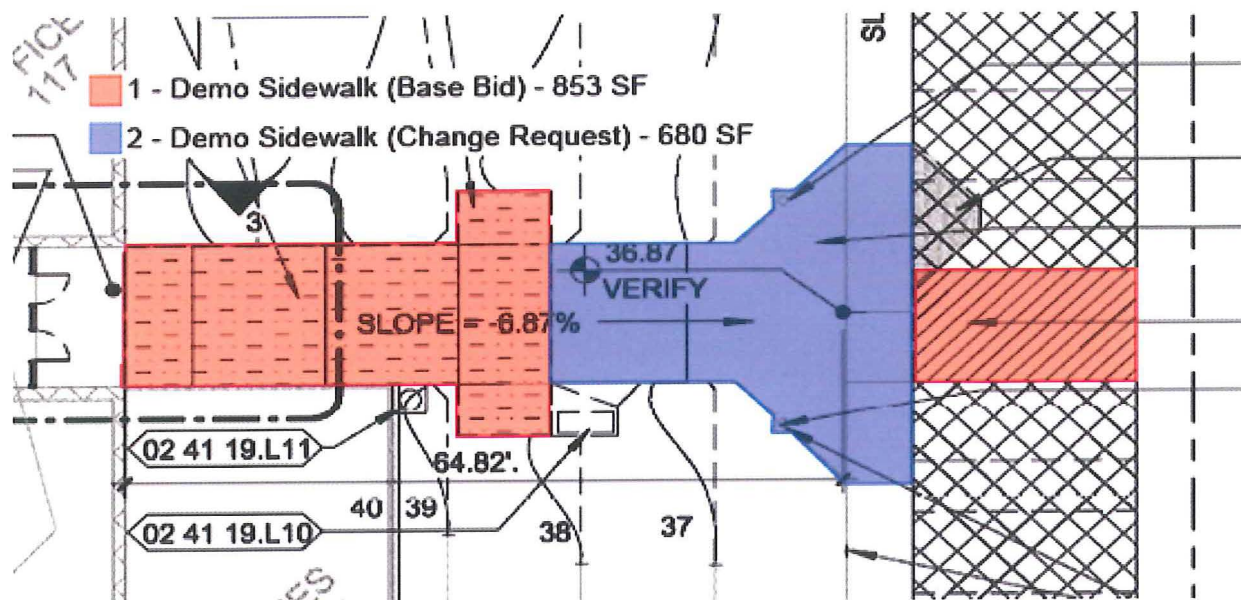 FICE
117
SL
1 - Demo Sidewalk (Base Bid) - 853 SF
2 - Demo Sidewalk (Change Request) - 680 SF
3
36.87
VERIFY
SLOPE = -6.87%
02 41 19.L11
64.82'.
40
39
38
37
02 41 19.L10
ES